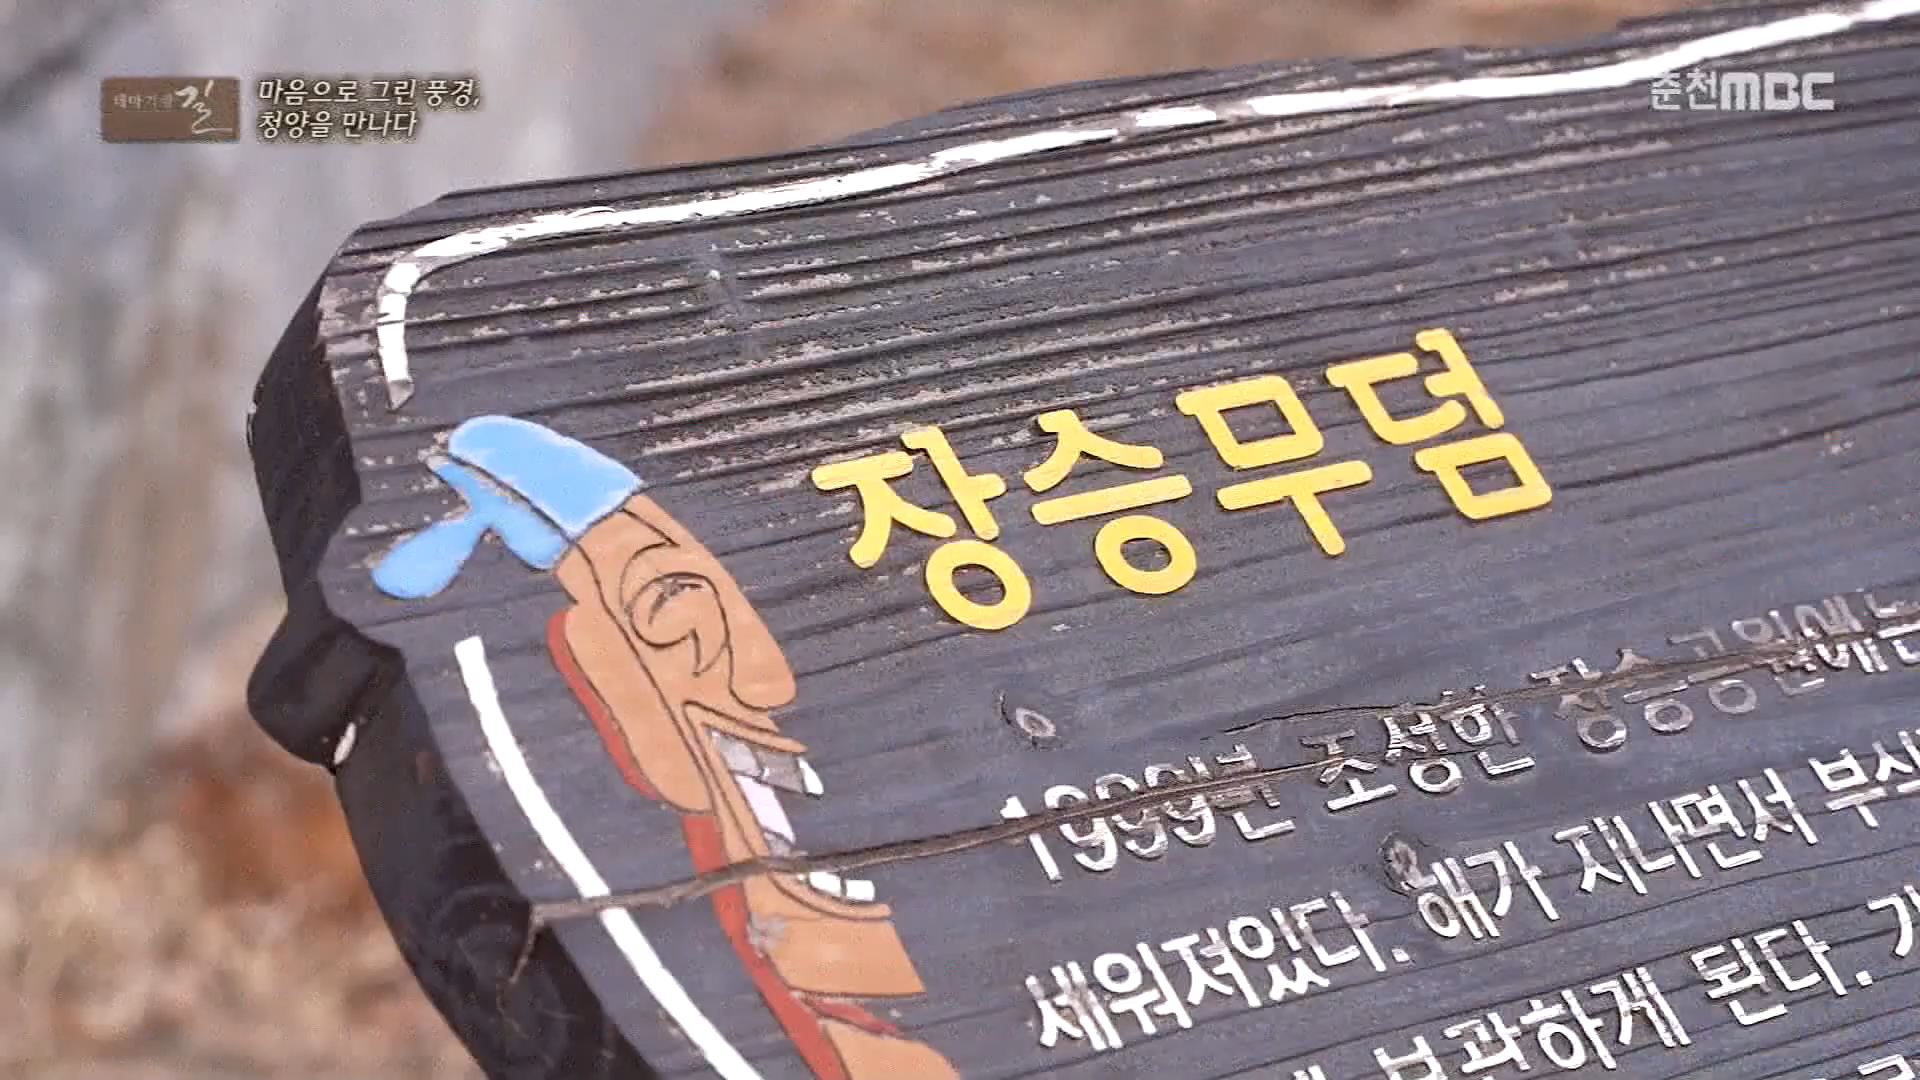 테마기행 길
마음으로 그린 풍경,
청양을 만나다
춘천MBC
장승무덤
1999년 조성한 장승공원에는
세워져있다. 해가 지나면서 부식
보관하게 된다.